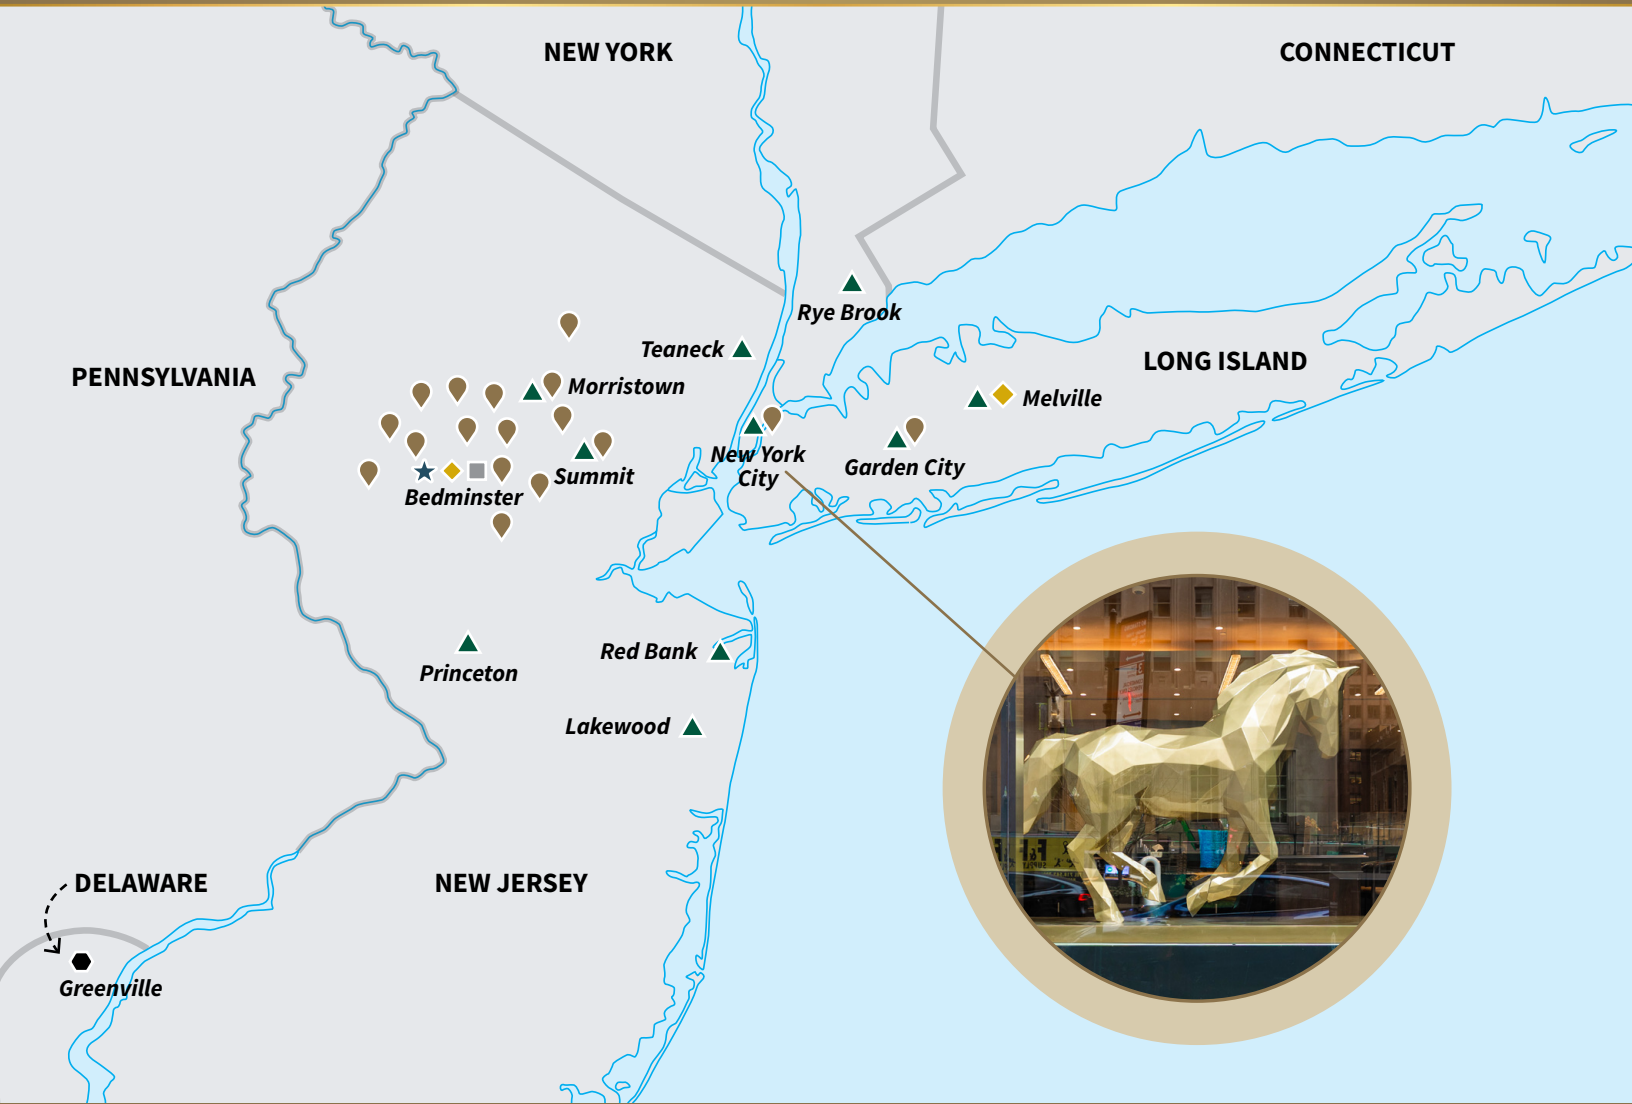 NEW YORK
CONNECTICUT
Rye Brook
Teaneck
LONG ISLAND
PENNSYLVANIA
Morristown
Melville
New York
City
Garden City
Summit
Bedminster
Red Bank
Princeton
Lakewood
DELAWARE
NEW JERSEY
Greenville